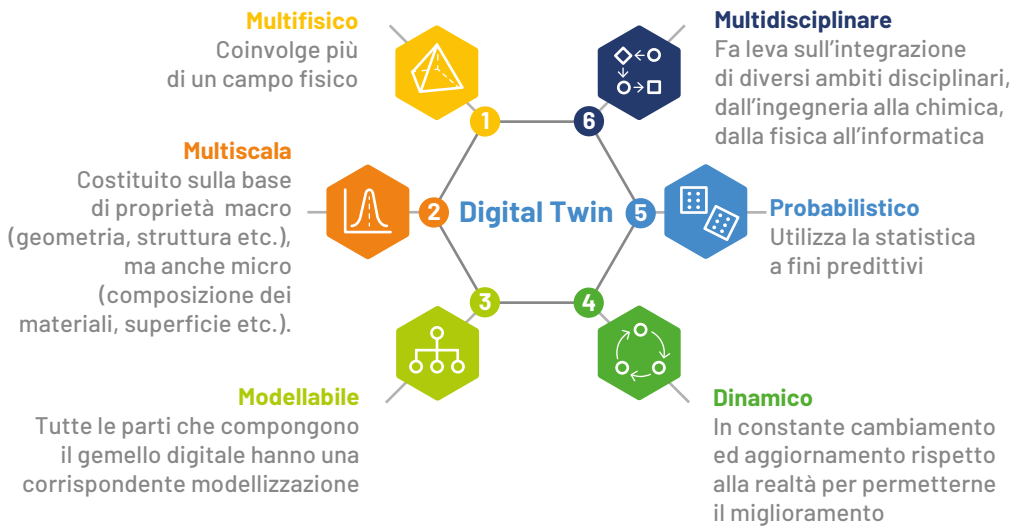 Multifisico
Coinvolge più
di un campo fisico
1
Multiscala
Costituito sulla base
di proprietà macro
(geometria, struttura etc.),
ma anche micro
(composizione dei
materiali, superficie etc.).
2
Modellabile
Tutte le parti che compongono
il gemello digitale hanno una
corrispondente modellizzazione
3
Digital Twin
4
Dinamico
In constante cambiamento
ed aggiornamento rispetto
alla realtà per permetterne
il miglioramento
5
Probabilistico
Utilizza la statistica
a fini predittivi
6
Multidisciplinare
Fa leva sull’integrazione
di diversi ambiti disciplinari,
dall’ingegneria alla chimica,
dalla fisica all’informatica